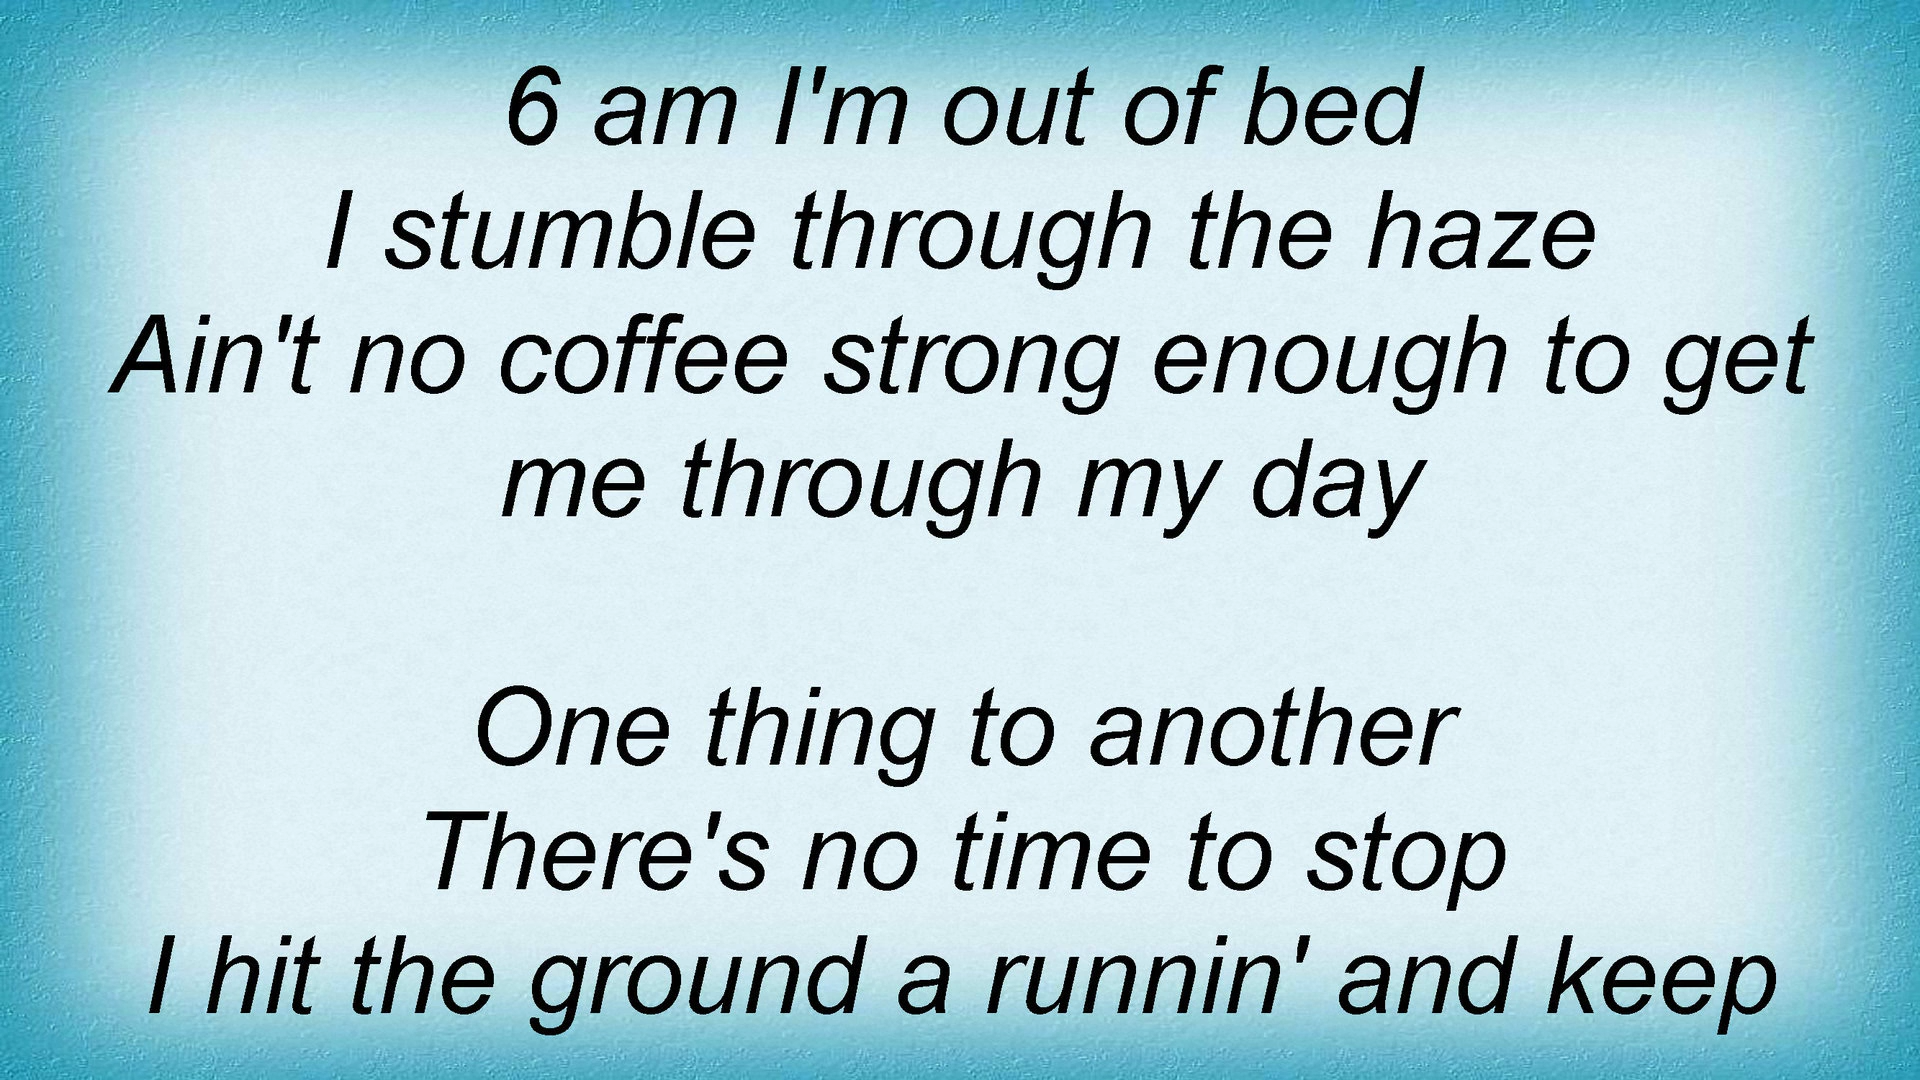 6 am I'm out of bed
I stumble through the haze
Ain't no coffee strong enough to get
me through my day
One thing to another
There's no time to stop
I hit the ground a runnin' and keep